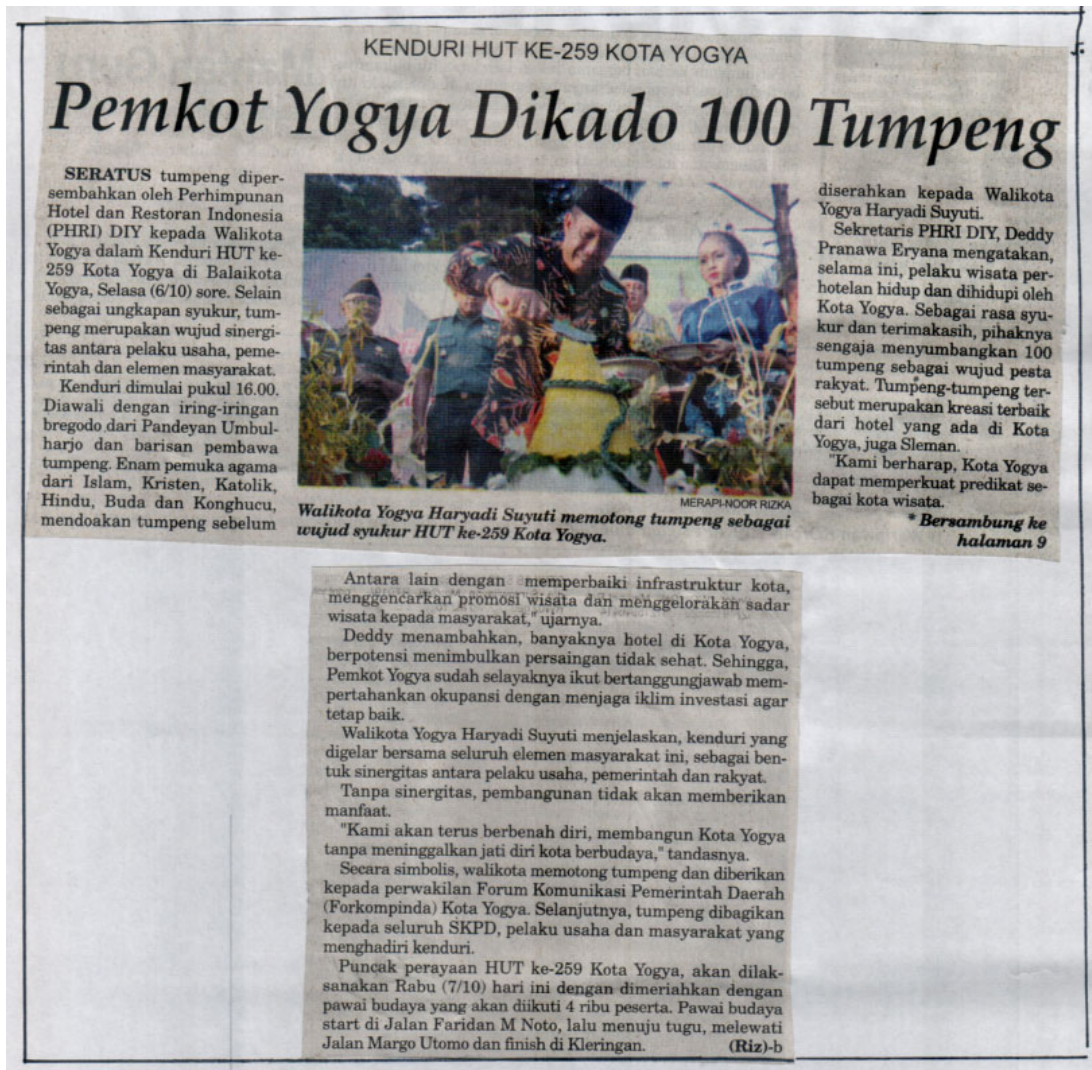 KENDURI HUT KE-259 KOTA YOGYA
Pemkot Yogya Dikado 100 Tumpeng
SERATUS tumpeng diper-
sembahkan oleh Perhimpunan
Hotel dan Restoran Indonesia
(PHRI) DIY kepada Walikota
Yogya dalam Kenduri HUT ke-
259 Kota Yogya di Balaikota
Yogya, Selasa (6/10) sore. Selain
sebagai ungkapan syukur, tum-
peng merupakan wujud sinergi-
tas antara pelaku usaha, peme-
rintah dan elemen masyarakat.
Kenduri dimulai pukul 16.00.
Diawali dengan iring-iringan
bregodo dari Pandeyan Umbul-
harjo dan barisan pembawa
tumpeng. Enam pemuka agama
dari Islam, Kristen, Katolik,
Hindu, Buda dan Konghucu,
mendoakan tumpeng sebelum
MERAPI-NOOR RIZKA
Walikota Yogya Haryadi Suyuti memotong tumpeng sebagai
wujud syukur HUT ke-259 Kota Yogya.
diserahkan kepada Walikota
Yogya Haryadi Suyuti.
Sekretaris PHRI DIY, Deddy
Pranawa Eryana mengatakan,
selama ini, pelaku wisata per-
hotelan hidup dan dihidupi oleh
Kota Yogya. Sebagai rasa syu-
kur dan terimakasih, pihaknya
sengaja menyumbangkan 100
tumpeng sebagai wujud pesta
rakyat. Tumpeng-tumpeng ter-
sebut merupakan kreasi terbaik
dari hotel yang ada di Kota
Yogya, juga Sleman.
"Kami berharap, Kota Yogya
dapat memperkuat predikat se-
bagai kota wisata.
* Bersambung ke
halaman 9
Antara lain dengan memperbaiki infrastruktur kota,
menggencarkan promosi wisata dan menggelorakan sadar
wisata kepada masyarakat," ujarnya.
Deddy menambahkan, banyaknya hotel di Kota Yogya,
berpotensi menimbulkan persaingan tidak sehat. Sehingga,
Pemkot Yogya sudah selayaknya ikut bertanggungjawab mem-
pertahankan okupansi dengan menjaga iklim investasi agar
tetap baik.
Walikota Yogya Haryadi Suyuti menjelaskan, kenduri yang
digelar bersama seluruh elemen masyarakat ini, sebagai ben-
tuk sinergitas antara pelaku usaha, pemerintah dan rakyat.
Tanpa sinergitas, pembangunan tidak akan memberikan
manfaat.
"Kami akan terus berbenah diri, membangun Kota Yogya
tanpa meninggalkan jati diri kota berbudaya," tandasnya.
Secara simbolis, walikota memotong tumpeng dan diberikan
kepada perwakilan Forum Komunikasi Pemerintah Daerah
(Forkompinda) Kota Yogya. Selanjutnya, tumpeng dibagikan
kepada seluruh SKPD, pelaku usaha dan masyarakat yang
menghadiri kenduri.
Puncak perayaan HUT ke-259 Kota Yogya, akan dilak-
sanakan Rabu (7/10) hari ini dengan dimeriahkan dengan
pawai budaya yang akan diikuti 4 ribu peserta. Pawai budaya
start di Jalan Faridan M Noto, lalu menuju tugu, melewati
Jalan Margo Utomo dan finish di Kleringan. (Riz)-b